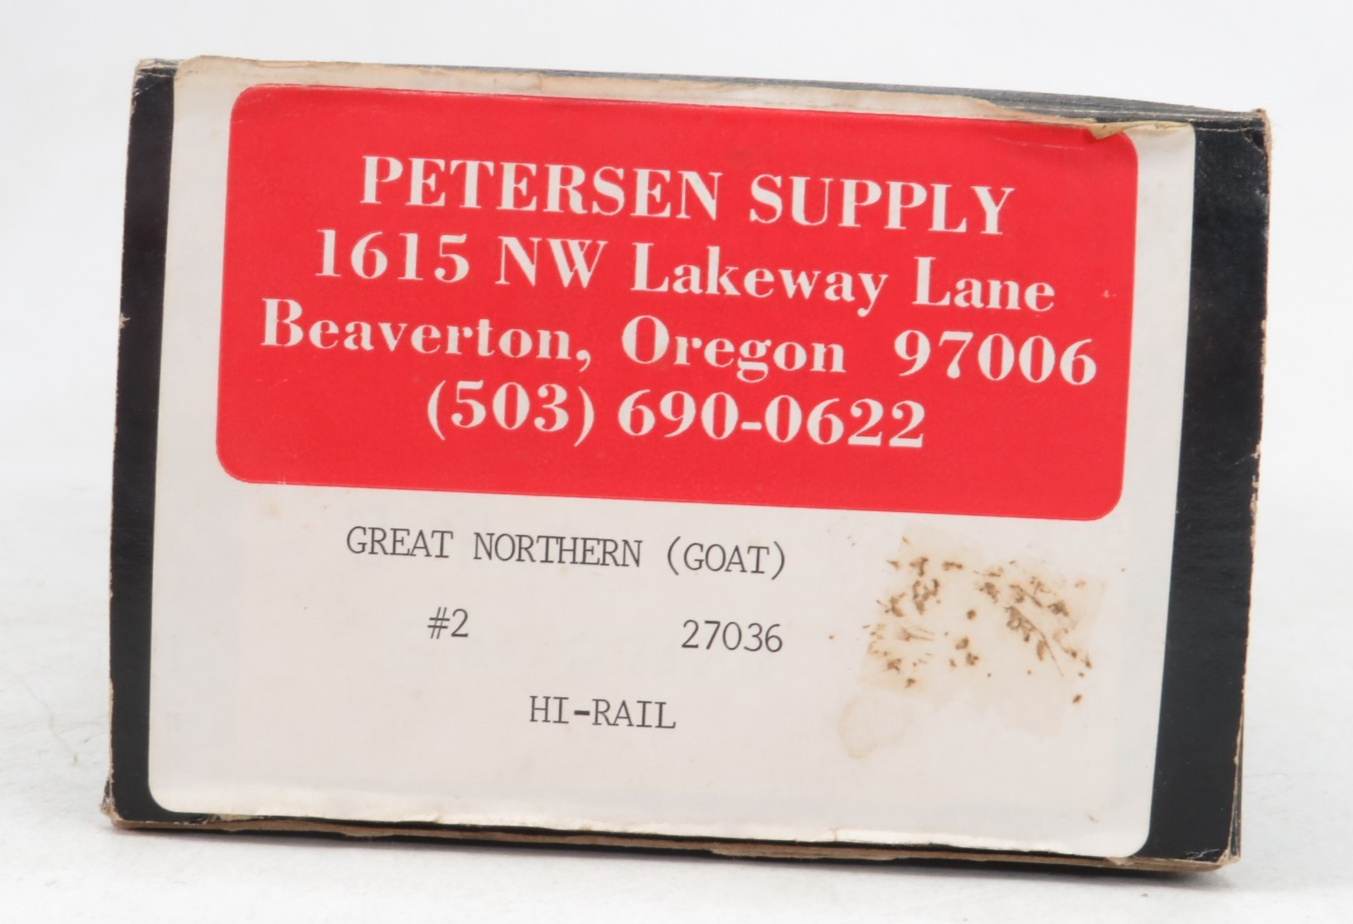 PETERSEN SUPPLY
1615 NW Lakeway Lane
Beaverton, Oregon 97006
(503) 690-0622
GREAT NORTHERN (GOAT)
#2 27036
HI-RAIL